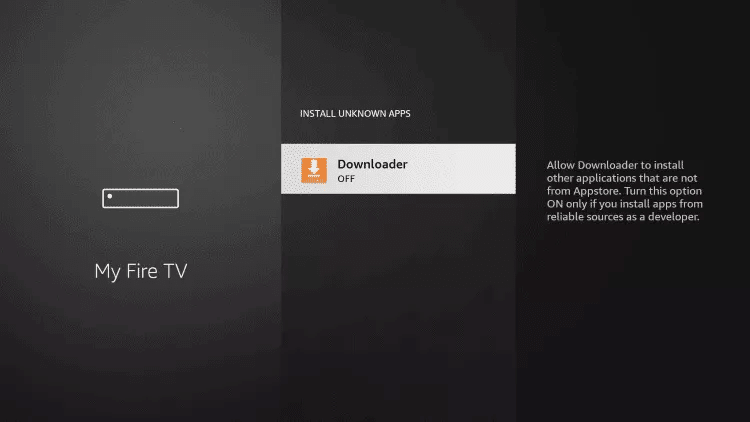 INSTALL UNKNOWN APPS
Downloader
OFF
My Fire TV
Allow Downloader to install
other applications that are not
from Appstore. Turn this option
ON only if you install apps from
reliable sources as a developer.